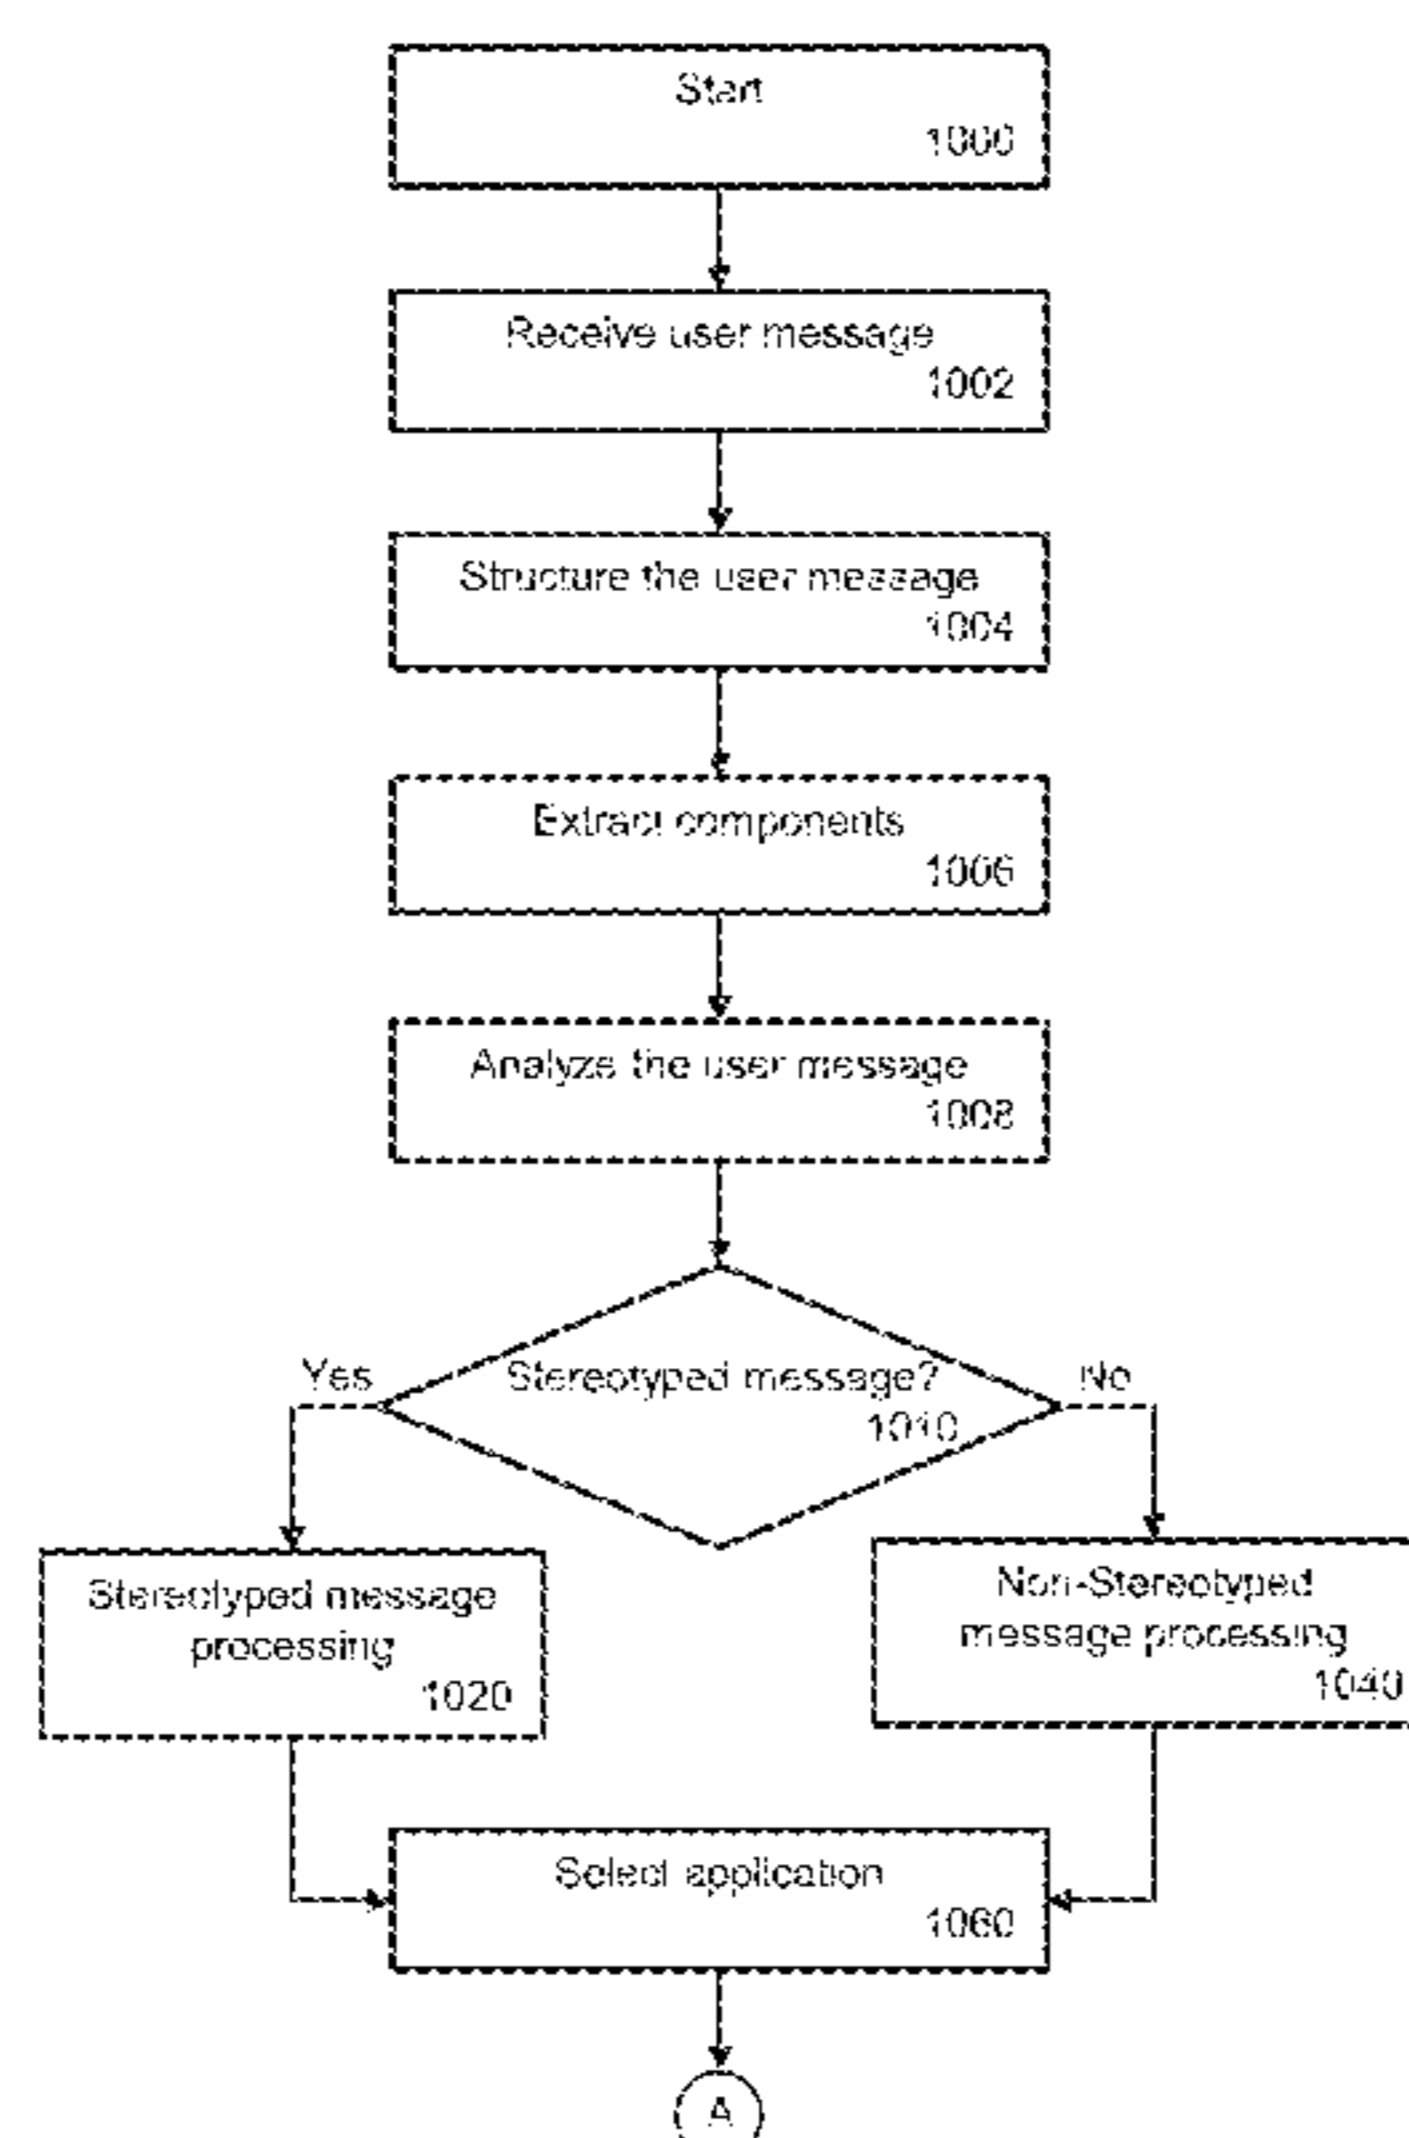 Start
1000
Receive user message
1002
Structure the user message
1004
Extract components
1006
Analyze the user message
1008
Yes
Stereotyped message?
No
1010
Stereotyped message
processing
1020
Non-Stereotyped
message processing
1040
Select application
1060
A